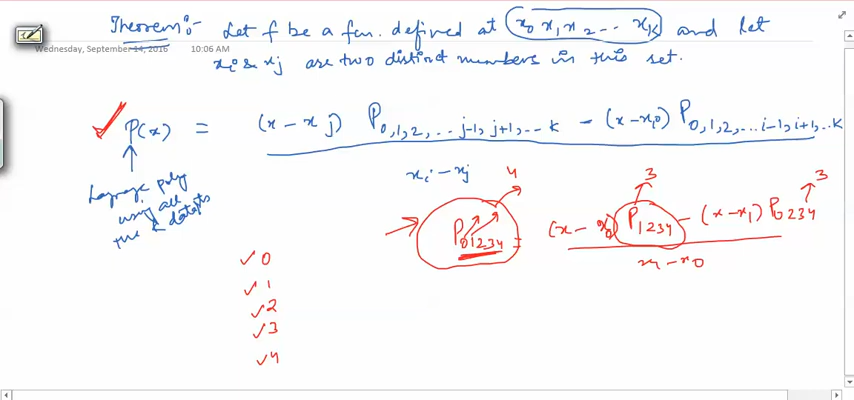 Theorem:- Let f be a fcn. defined at x0 x1 x2 -- xk and let
Wednesday, September 14, 2016 10:06 AM
xi & xj are two distinct numbers in this set.
P(x) = (x - xj) P0,1,2,...j-1,j+1,...k - (x - xi) P0,1,2,...i-1,i+1,...k
xi - xj
Lagrange poly
using all
the k datapts
4
3
3
P01234 = (x - x0) P1234 - (x - x1) P0234
x1 - x0
✓ 0
✓ 1
✓ 2
✓ 3
✓ 4